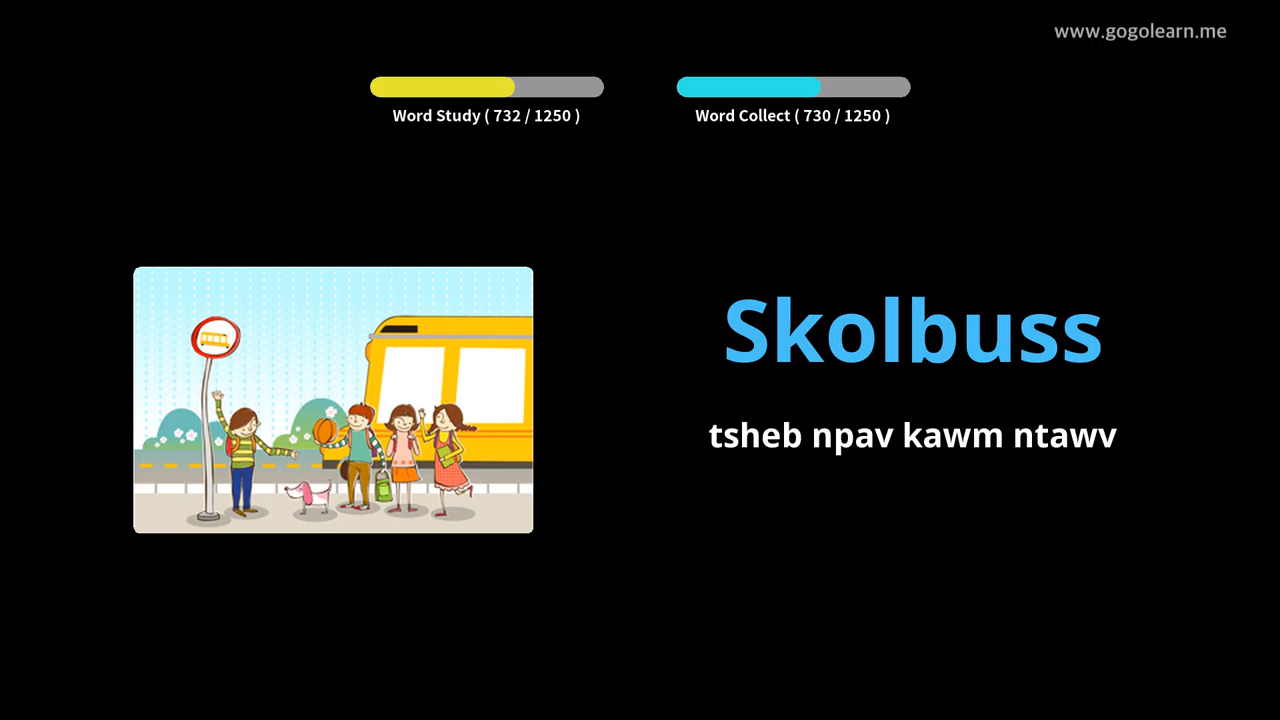 www.gogolearn.me
Word Study ( 732 / 1250 )
Word Collect ( 730 / 1250 )
Skolbuss
tsheb npav kawm ntawv